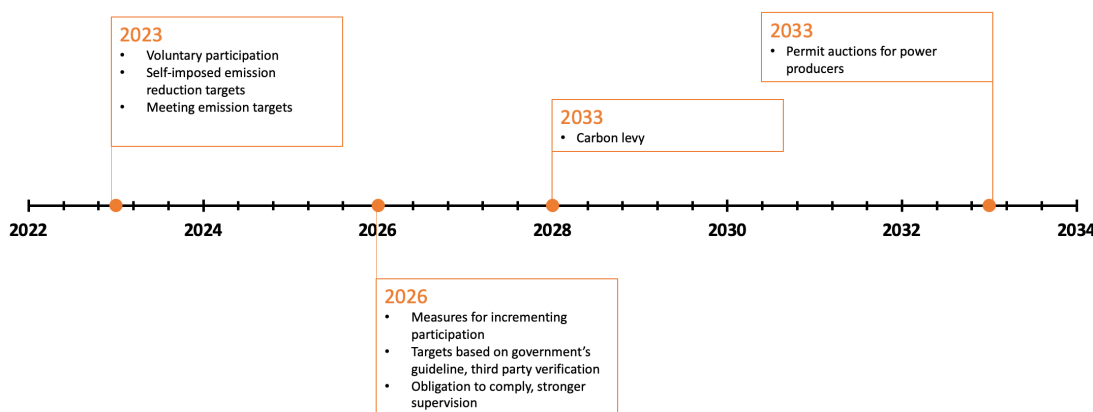 2023
• Voluntary participation
• Self-imposed emission
reduction targets
• Meeting emission targets
2033
• Permit auctions for power
producers
2033
• Carbon levy
2022
2024
2026
2028
2030
2032
2034
2026
• Measures for incrementing
participation
• Targets based on government’s
guideline, third party verification
• Obligation to comply, stronger
supervision